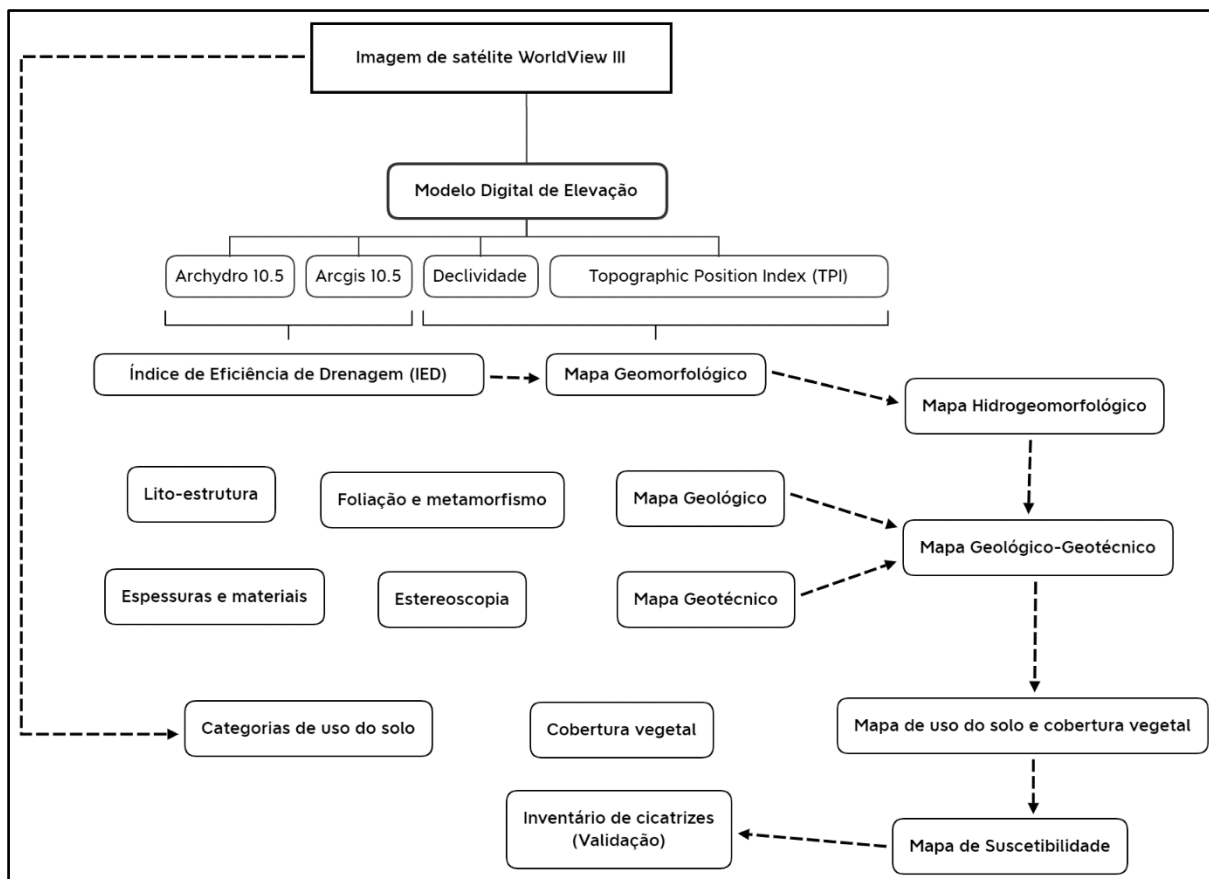 Imagem de satélite WorldView III
Modelo Digital de Elevação
Archydro 10.5
Arcgis 10.5
Declividade
Topographic Position Index (TPI)
Índice de Eficiência de Drenagem (IED)
Mapa Geomorfológico
Mapa Hidrogeomorfológico
Lito-estrutura
Foliação e metamorfismo
Mapa Geológico
Mapa Geológico-Geotécnico
Espessuras e materiais
Estereoscopia
Mapa Geotécnico
Categorias de uso do solo
Cobertura vegetal
Mapa de uso do solo e cobertura vegetal
Inventário de cicatrizes
(Validação)
Mapa de Suscetibilidade